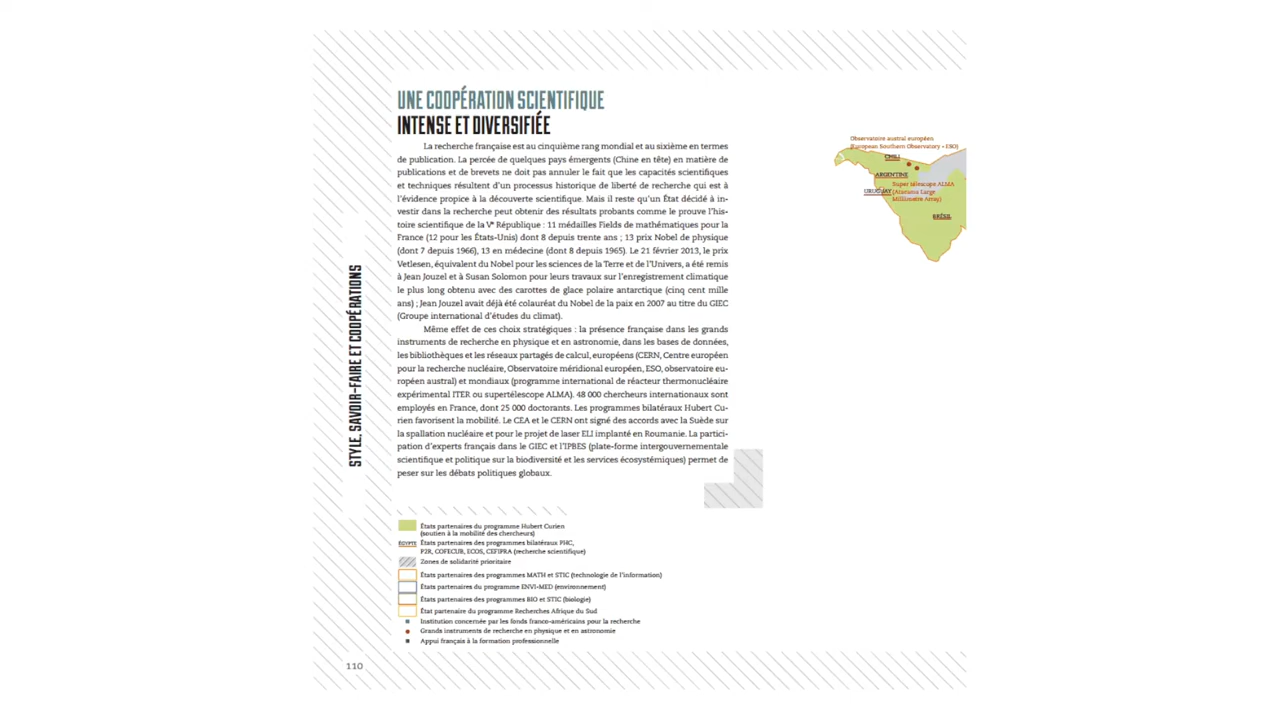 UNE COOPÉRATION SCIENTIFIQUE
INTENSE ET DIVERSIFIÉE
La recherche française est au cinquième rang mondial et au sixième en termes
de publication. La percée de quelques pays émergents (Chine en tête) en matière de
publications et de brevets ne doit pas annuler le fait que les capacités scientifiques
et techniques résultent d'un processus historique de liberté de recherche qui est à
l'évidence propice à la découverte scientifique. Mais il reste qu'un État décidé à in-
vestir dans la recherche peut obtenir des résultats probants comme le prouve l'his-
toire scientifique de la Vᵉ République : 11 médailles Fields de mathématiques pour la
France (12 pour les États-Unis) dont 8 depuis trente ans ; 13 prix Nobel de physique
(dont 7 depuis 1966), 13 en médecine (dont 8 depuis 1965). Le 21 février 2013, le prix
Vetlesen, équivalent du Nobel pour les sciences de la Terre et de l'Univers, a été remis
à Jean Jouzel et à Susan Solomon pour leurs travaux sur l'enregistrement climatique
le plus long obtenu avec des carottes de glace polaire antarctique (cinq cent mille
ans) ; Jean Jouzel avait déjà été colauréat du Nobel de la paix en 2007 au titre du GIEC
(Groupe international d'études du climat).
Même effet de ces choix stratégiques : la présence française dans les grands
instruments de recherche en physique et en astronomie, dans les bases de données,
les bibliothèques et les réseaux partagés de calcul, européens (CERN, Centre européen
pour la recherche nucléaire, Observatoire méridional européen, ESO, observatoire eu-
ropéen austral) et mondiaux (programme international de réacteur thermonucléaire
expérimental ITER ou supertélescope ALMA). 48 000 chercheurs internationaux sont
employés en France, dont 25 000 doctorants. Les programmes bilatéraux Hubert Cu-
rien favorisent la mobilité. Le CEA et le CERN ont signé des accords avec la Suède sur
la spallation nucléaire et pour le projet de laser ELI implanté en Roumanie. La partici-
pation d'experts français dans le GIEC et l'IPBES (plate-forme intergouvernementale
scientifique et politique sur la biodiversité et les services écosystémiques) permet de
peser sur les débats politiques globaux.
STYLE, SAVOIR-FAIRE ET COOPÉRATIONS
Observatoire austral européen
(European Southern Observatory - ESO)
CHILI
ARGENTINE
URUGUAY
Super télescope ALMA
(Atacama Large
Millimetre Array)
BRÉSIL
États partenaires du programme Hubert Curien
(soutien à la mobilité des chercheurs)
ÉGYPTE États partenaires des programmes bilatéraux PHC,
P2R, COFECUB, ECOS, CEFIPRA (recherche scientifique)
Zones de solidarité prioritaire
États partenaires des programmes MATH et STIC (technologie de l'information)
États partenaires du programme ENVI-MED (environnement)
États partenaires des programmes BIO et STIC (biologie)
État partenaire du programme Recherches Afrique du Sud
Institution concernée par les fonds franco-américains pour la recherche
Grands instruments de recherche en physique et en astronomie
Appui français à la formation professionnelle
110